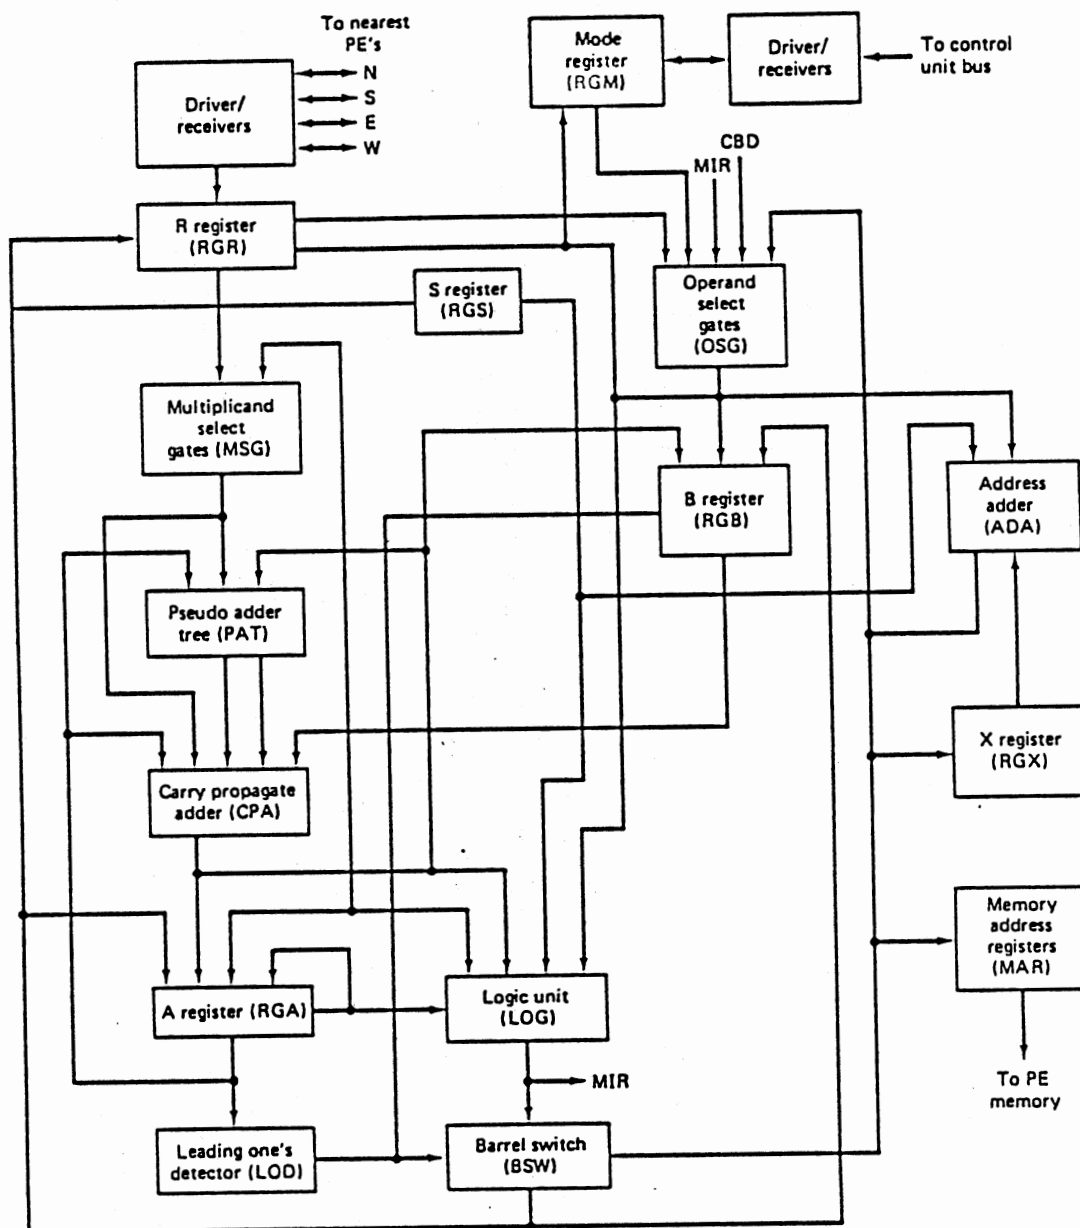 To nearest
PE's
N
S
E
W
Driver/
receivers
Mode
register
(RGM)
Driver/
receivers
To control
unit bus
CBD
MIR
R register
(RGR)
S register
(RGS)
Operand
select
gates
(OSG)
Multiplicand
select
gates (MSG)
B register
(RGB)
Address
adder
(ADA)
Pseudo adder
tree (PAT)
X register
(RGX)
Carry propagate
adder (CPA)
Memory
address
registers
(MAR)
A register (RGA)
Logic unit
(LOG)
MIR
To PE
memory
Leading one's
detector (LOD)
Barrel switch
(BSW)